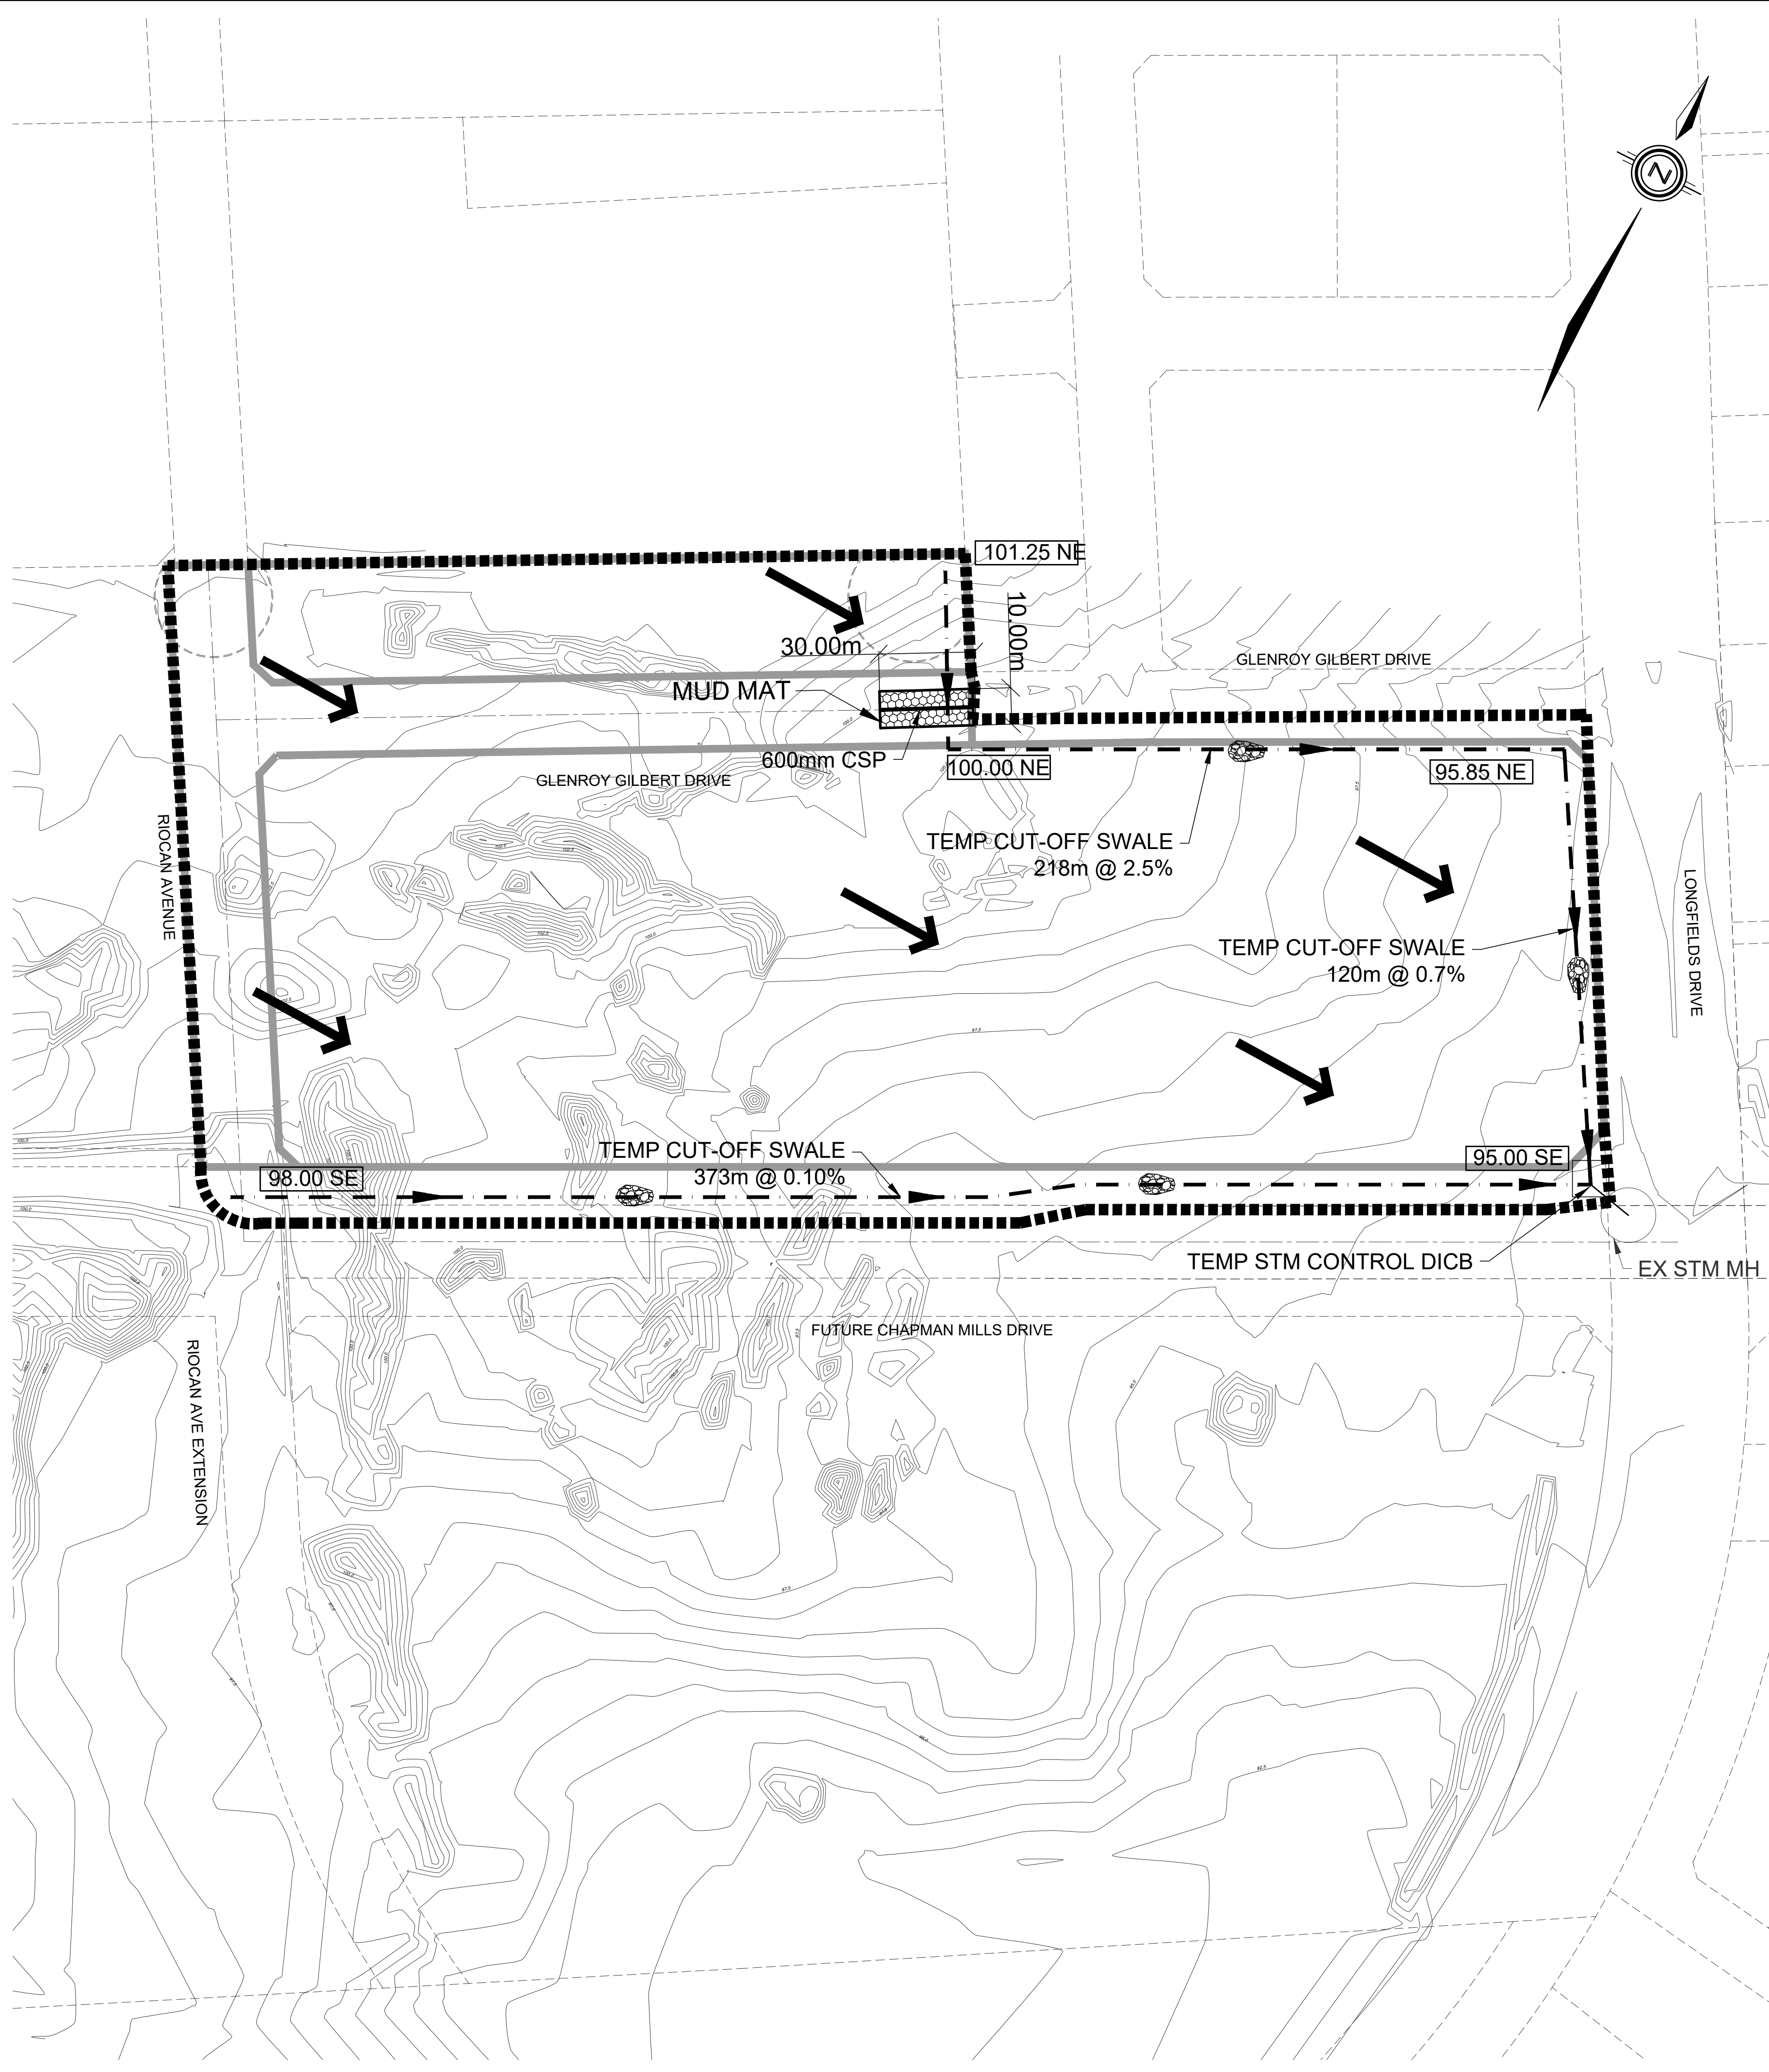 N
101.25 NE
10.00m
30.00m
GLENROY GILBERT DRIVE
MUD MAT
600mm CSP
100.00 NE
95.85 NE
GLENROY GILBERT DRIVE
RIOCAN AVENUE
TEMP CUT-OFF SWALE
218m @ 2.5%
LONGFIELDS DRIVE
TEMP CUT-OFF SWALE
120m @ 0.7%
TEMP CUT-OFF SWALE
373m @ 0.10%
98.00 SE
95.00 SE
TEMP STM CONTROL DICB
EX STM MH
FUTURE CHAPMAN MILLS DRIVE
RIOCAN AVE EXTENSION